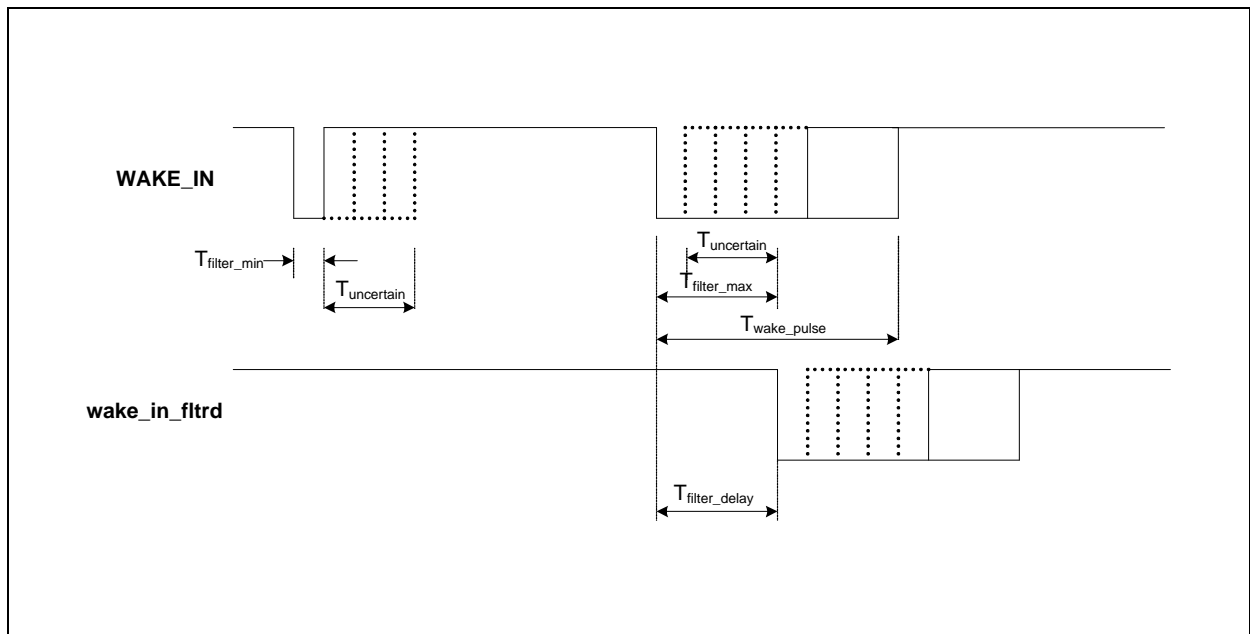 WAKE_IN
Tfilter_min
Tuncertain
Tuncertain
Tfilter_max
Twake_pulse
wake_in_fltrd
Tfilter_delay